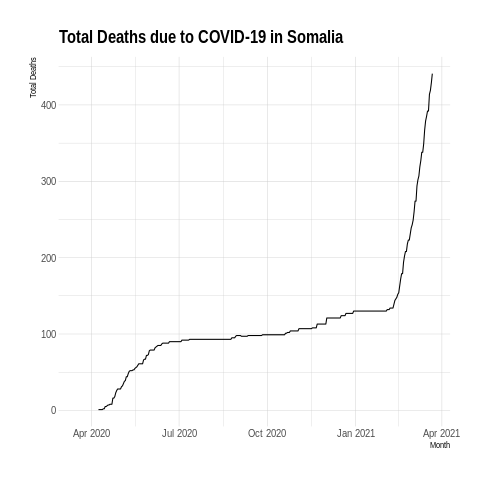 Total Deaths due to COVID-19 in Somalia
Total Deaths
400
300
200
100
0
Apr 2020 Jul 2020 Oct 2020 Jan 2021 Apr 2021
Month